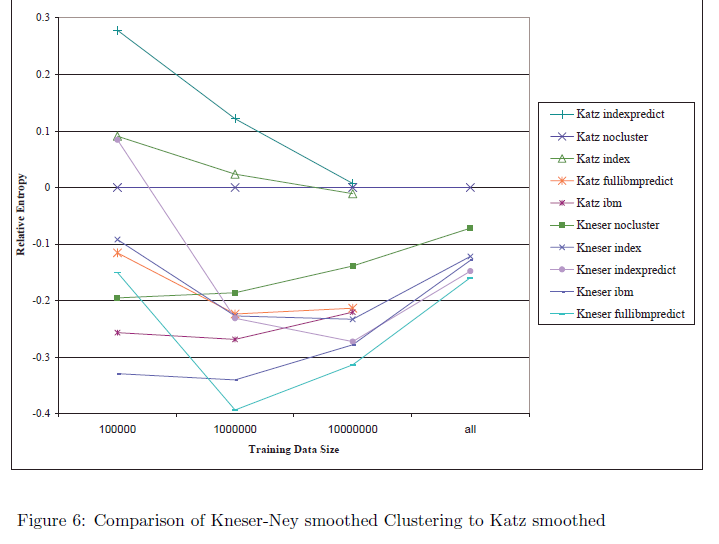 0.3
0.2
0.1
0
-0.1
-0.2
-0.3
-0.4
Relative Entropy
100000
1000000
10000000
all
Training Data Size
Katz indexpredict
Katz nocluster
Katz index
Katz fullibmpredict
Katz ibm
Kneser nocluster
Kneser index
Kneser indexpredict
Kneser ibm
Kneser fullibmpredict
Figure 6: Comparison of Kneser-Ney smoothed Clustering to Katz smoothed